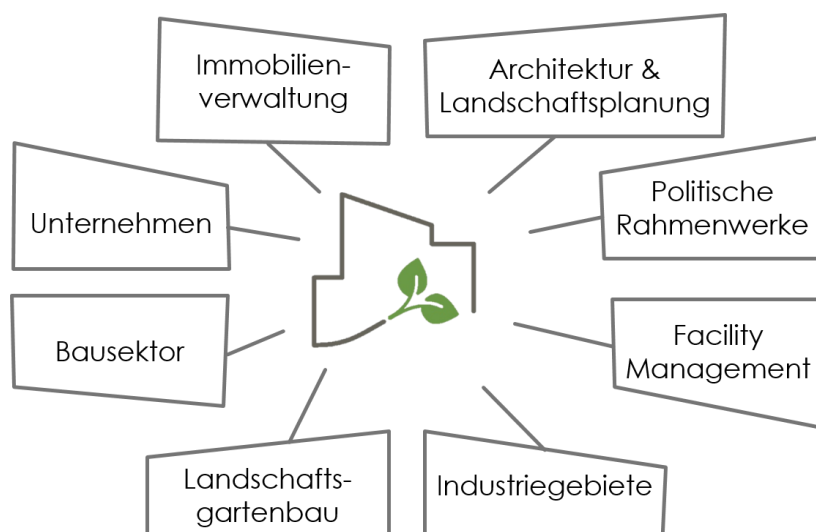 Immobilien-
verwaltung
Architektur &
Landschaftsplanung
Unternehmen
Politische
Rahmenwerke
Bausektor
Facility
Management
Landschafts-
gartenbau
Industriegebiete